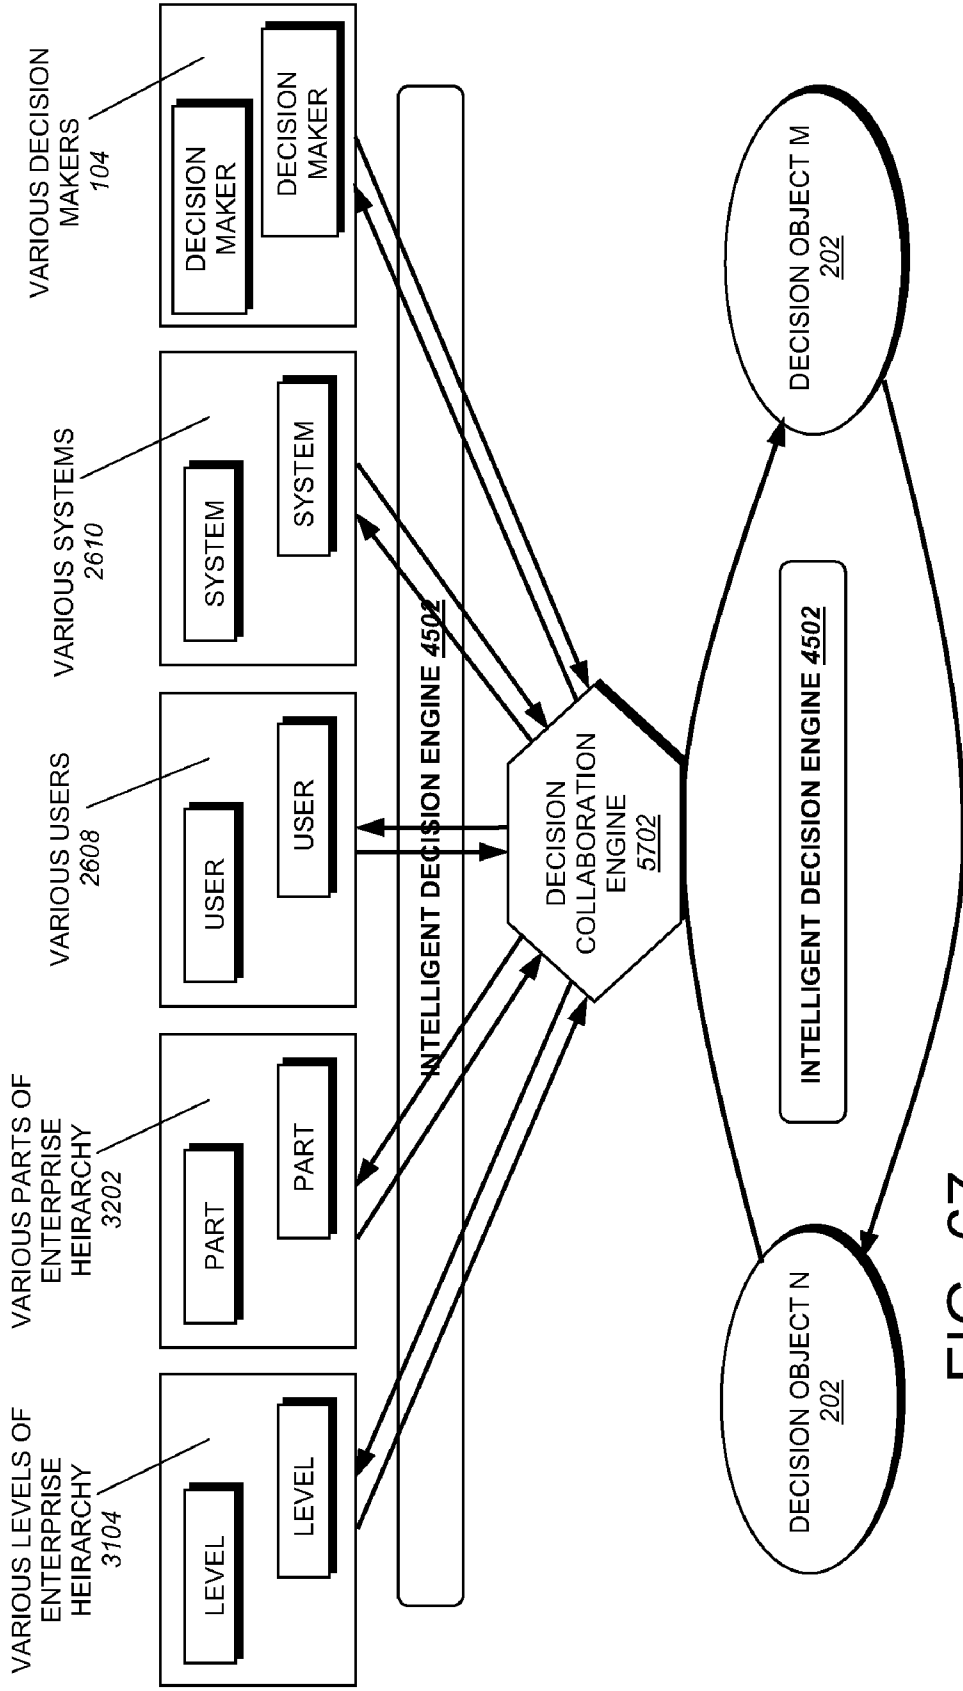 VARIOUS LEVELS OF
ENTERPRISE
HEIRARCHY
3104
LEVEL
LEVEL
VARIOUS PARTS OF
ENTERPRISE
HEIRARCHY
3202
PART
PART
VARIOUS USERS
2608
USER
USER
VARIOUS SYSTEMS
2610
SYSTEM
SYSTEM
VARIOUS DECISION
MAKERS
104
DECISION
MAKER
DECISION
MAKER
INTELLIGENT DECISION ENGINE 4502
DECISION
COLLABORATION
ENGINE
5702
DECISION OBJECT N
202
INTELLIGENT DECISION ENGINE 4502
DECISION OBJECT M
202